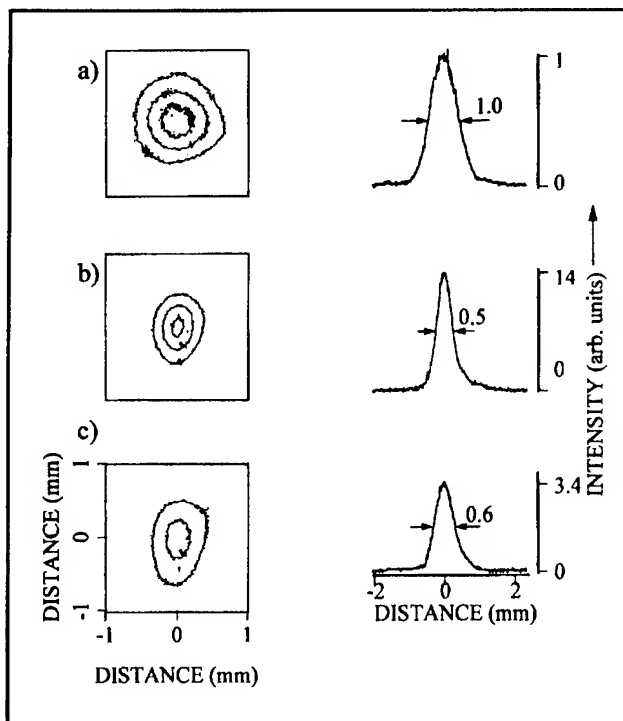 a)
1
1.0
0
b)
14
0.5
0
INTENSITY (arb. units)
c)
1
0
-1
DISTANCE (mm)
-1 0 1
DISTANCE (mm)
3.4
0.6
0
-2 0 2
DISTANCE (mm)